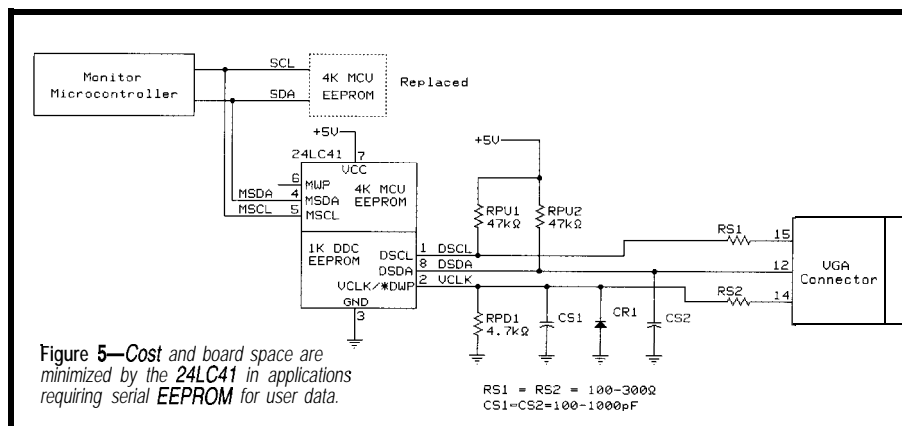 Monitor
Microcontroller
SCL
SDA
4K MCU
EEPROM
Replaced
+5V
24LC41
7
VCC
6
MWP
MSDA
4
MSDA
MSCL
5
MSCL
4K MCU
EEPROM
1K DDC
EEPROM
DSCL
1
DSCL
DSDA
8
DSDA
VCLK/*DWP
2
VCLK
GND
3
+5V
RPU1
47kΩ
RPU2
47kΩ
RS1
15
12
RS2
14
VGA
Connector
RPD1
4.7kΩ
CS1
CR1
CS2
RS1 = RS2 = 100-300Ω
CS1=CS2=100-1000pF
Figure 5—Cost and board space are
minimized by the 24LC41 in applications
requiring serial EEPROM for user data.